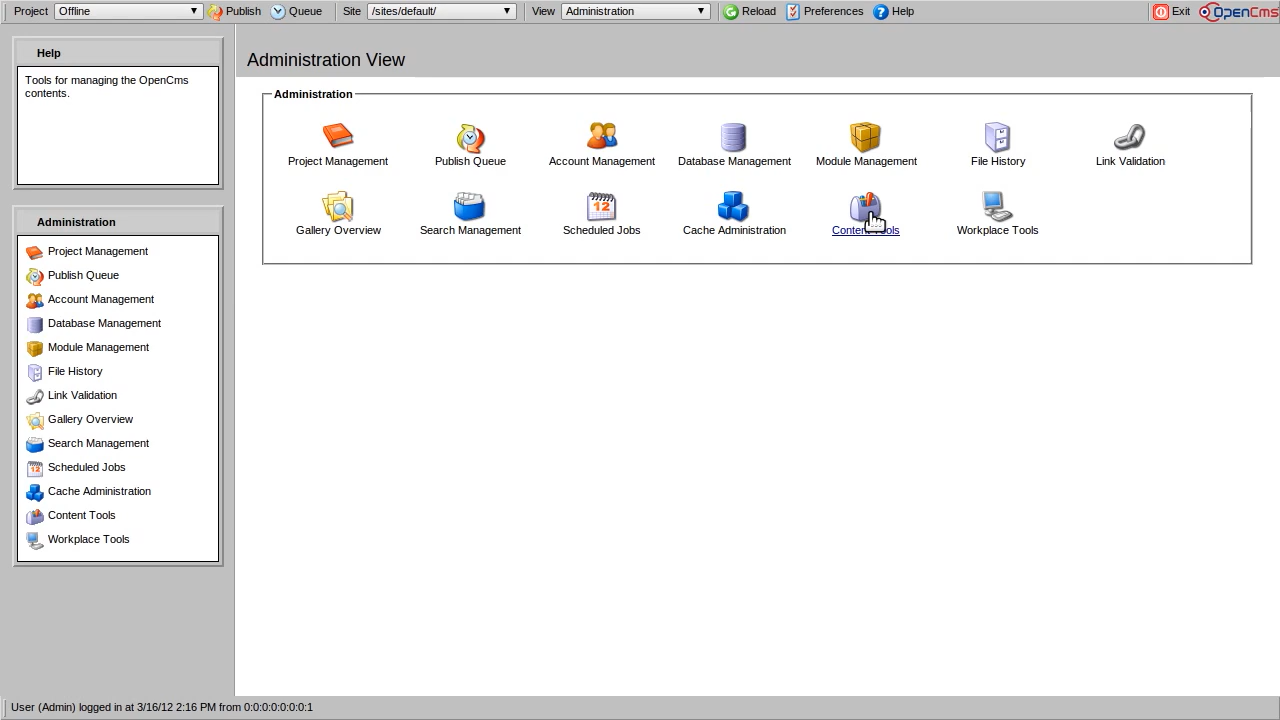 Project Offline Publish Queue Site /sites/default/ View Administration Reload Preferences Help Exit OpenCms
Help
Tools for managing the OpenCms
contents.
Administration
Project Management
Publish Queue
Account Management
Database Management
Module Management
File History
Link Validation
Gallery Overview
Search Management
Scheduled Jobs
Cache Administration
Content Tools
Workplace Tools
Administration View
Administration
Project Management Publish Queue Account Management Database Management Module Management File History Link Validation
12
Gallery Overview Search Management Scheduled Jobs Cache Administration Content Tools Workplace Tools
User (Admin) logged in at 3/16/12 2:16 PM from 0:0:0:0:0:0:0:1